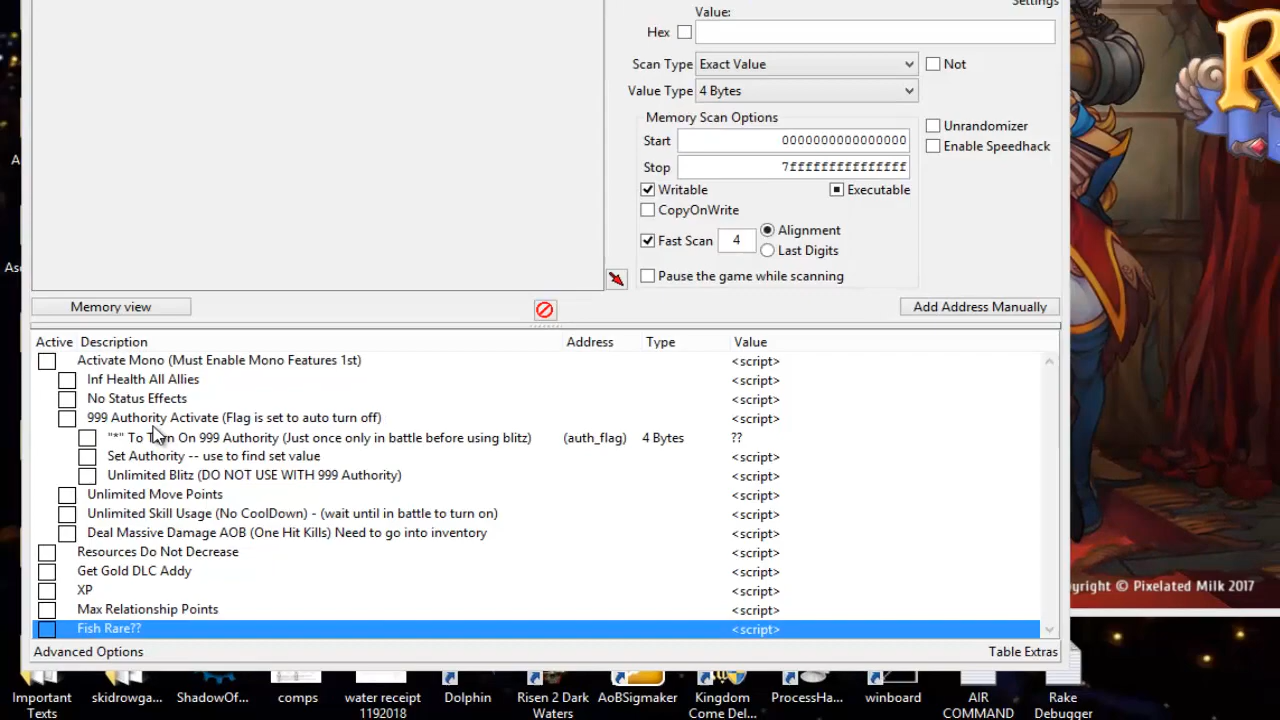 Settings
Value:
Hex
Scan Type Exact Value Not
Value Type 4 Bytes
Memory Scan Options
Start 0000000000000000
Unrandomizer
Stop 7fffffffffffffff
Enable Speedhack
Writable Executable
CopyOnWrite
Fast Scan 4 Alignment
Last Digits
Pause the game while scanning
Memory view Add Address Manually
Active Description Address Type Value
Activate Mono (Must Enable Mono Features 1st) <script>
Inf Health All Allies <script>
No Status Effects <script>
999 Authority Activate (Flag is set to auto turn off) <script>
"*" To Turn On 999 Authority (Just once only in battle before using blitz) (auth_flag) 4 Bytes ??
Set Authority -- use to find set value <script>
Unlimited Blitz (DO NOT USE WITH 999 Authority) <script>
Unlimited Move Points <script>
Unlimited Skill Usage (No CoolDown) - (wait until in battle to turn on) <script>
Deal Massive Damage AOB (One Hit Kills) Need to go into inventory <script>
Resources Do Not Decrease <script>
Get Gold DLC Addy <script>
XP <script>
Max Relationship Points <script>
Fish Rare?? <script>
Advanced Options Table Extras
yright © Pixelated Milk 2017
Important Texts
skidrowga...
ShadowOf...
comps
water receipt 1192018
Dolphin
Risen 2 Dark Waters
AoBSigmaker
Kingdom Come Del...
ProcessHa...
winboard
AIR COMMAND
Rake Debugger